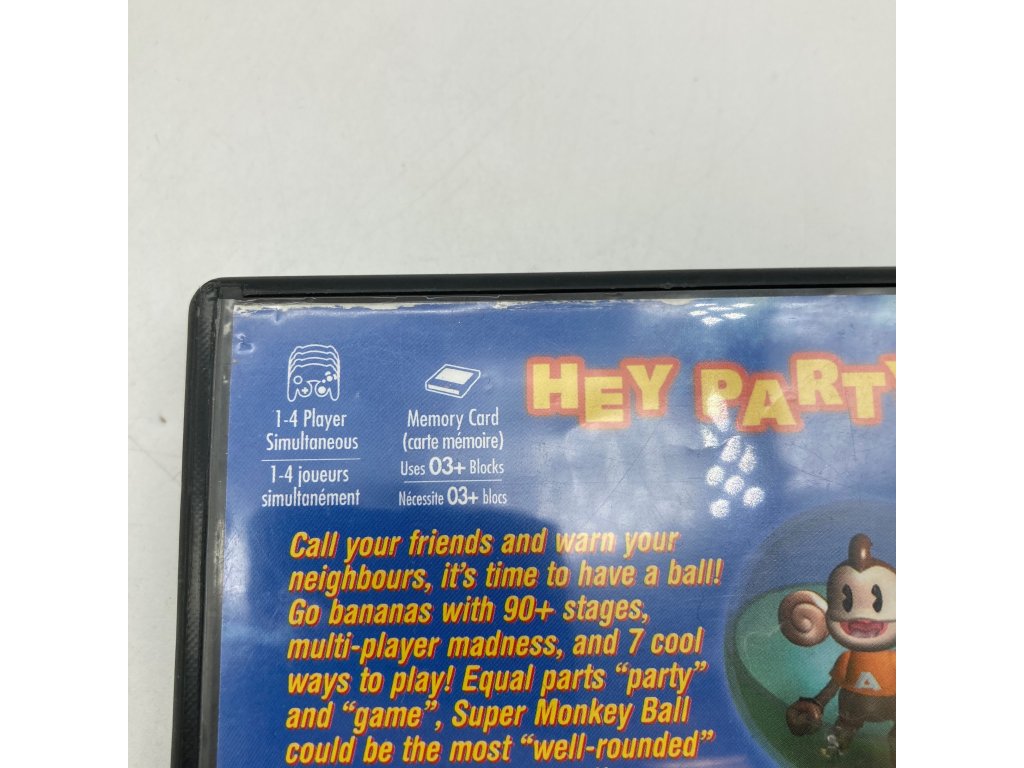 HEY PARTY
1-4 Player
Simultaneous
1-4 joueurs
simultanément
Memory Card
(carte mémoire)
Uses 03+ Blocks
Nécessite 03+ blocs
Call your friends and warn your
neighbours, it's time to have a ball!
Go bananas with 90+ stages,
multi-player madness, and 7 cool
ways to play! Equal parts “party”
and “game”, Super Monkey Ball
could be the most “well-rounded”
A